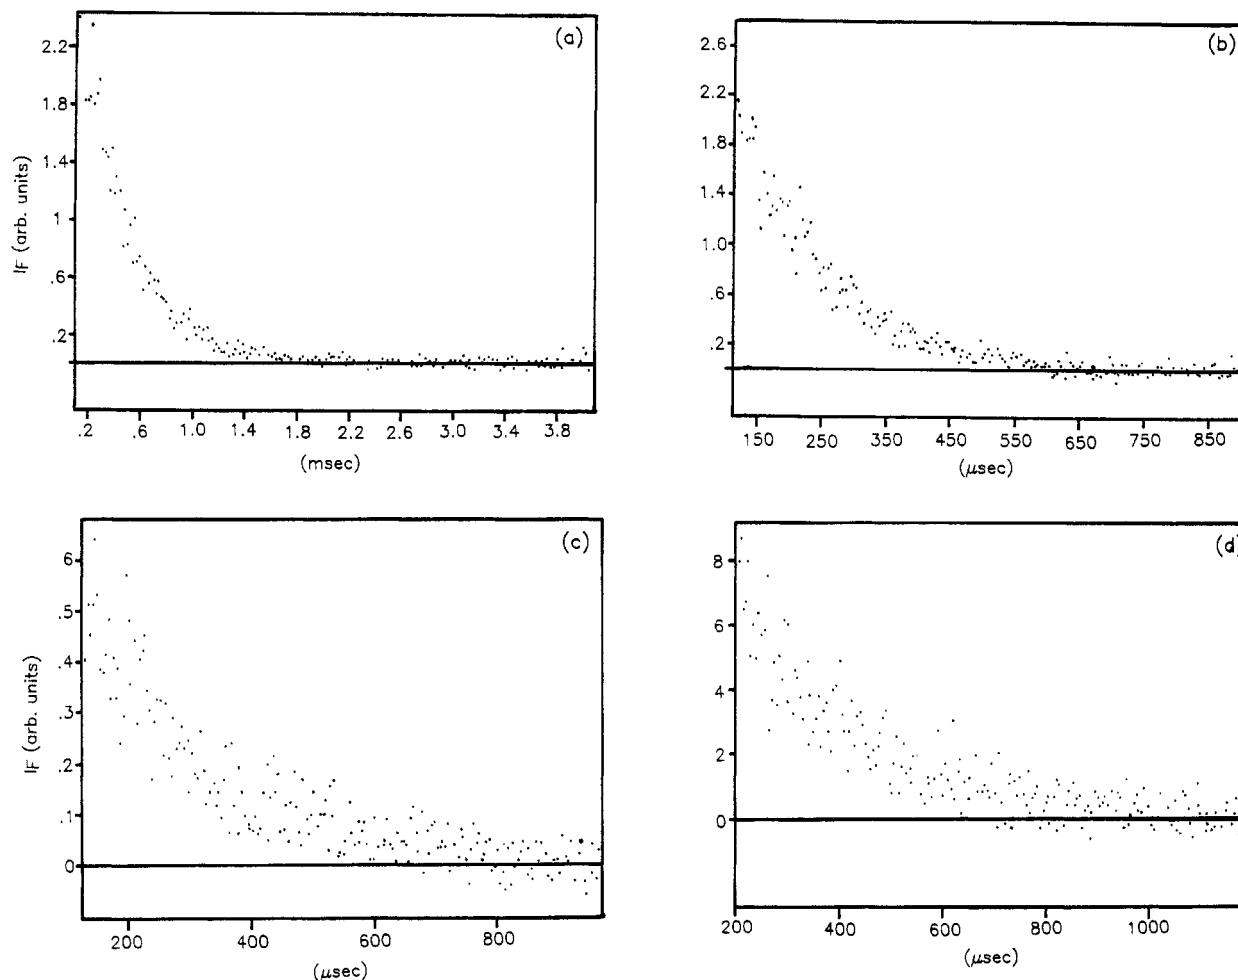 (a)
2.2
1.8
1.4
1
.6
.2
I_F (arb. units)
.2 .6 1.0 1.4 1.8 2.2 2.6 3.0 3.4 3.8
(msec)
(b)
2.6
2.2
1.8
1.4
1.0
.6
.2
150 250 350 450 550 650 750 850
(μsec)
(c)
.6
.5
.4
.3
.2
.1
0
I_F (arb. units)
200 400 600 800
(μsec)
(d)
8
6
4
2
0
200 400 600 800 1000
(μsec)